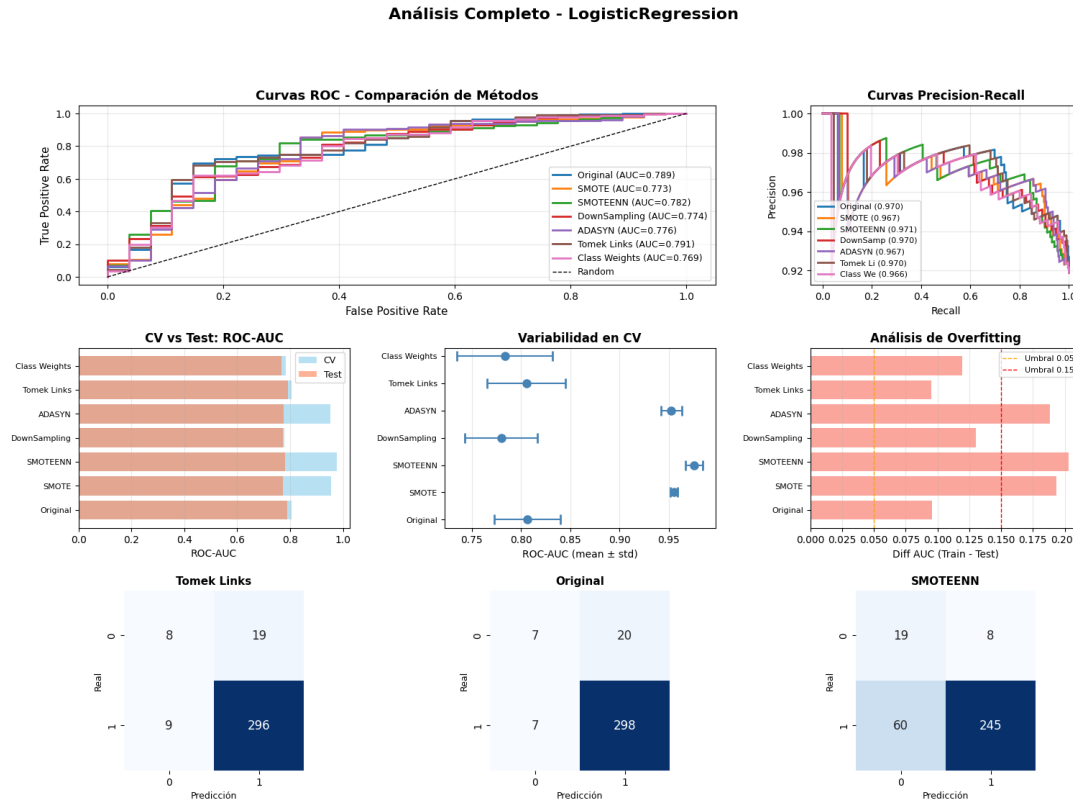 Análisis Completo - LogisticRegression
Curvas ROC - Comparación de Métodos
True Positive Rate
1.0
0.8
0.6
0.4
0.2
0.0
Original (AUC=0.789)
SMOTE (AUC=0.773)
SMOTEENN (AUC=0.782)
DownSampling (AUC=0.774)
ADASYN (AUC=0.776)
Tomek Links (AUC=0.791)
Class Weights (AUC=0.769)
Random
0.0 0.2 0.4 0.6 0.8 1.0
False Positive Rate
Curvas Precision-Recall
Precision
1.00
0.98
0.96
0.94
0.92
Original (0.970)
SMOTE (0.967)
SMOTEENN (0.971)
DownSamp (0.970)
ADASYN (0.967)
Tomek Li (0.970)
Class We (0.966)
0.0 0.2 0.4 0.6 0.8 1.0
Recall
CV vs Test: ROC-AUC
Class Weights
Tomek Links
ADASYN
DownSampling
SMOTEENN
SMOTE
Original
CV
Test
0.0 0.2 0.4 0.6 0.8 1.0
ROC-AUC
Variabilidad en CV
Class Weights
Tomek Links
ADASYN
DownSampling
SMOTEENN
SMOTE
Original
0.75 0.80 0.85 0.90 0.95
ROC-AUC (mean ± std)
Análisis de Overfitting
Class Weights
Tomek Links
ADASYN
DownSampling
SMOTEENN
SMOTE
Original
Umbral 0.05
Umbral 0.15
0.000 0.025 0.050 0.075 0.100 0.125 0.150 0.175 0.200
Diff AUC (Train - Test)
Tomek Links
Real
0
1
8 19
9 296
0 1
Predicción
Original
Real
0
1
7 20
7 298
0 1
Predicción
SMOTEENN
Real
0
1
19 8
60 245
0 1
Predicción